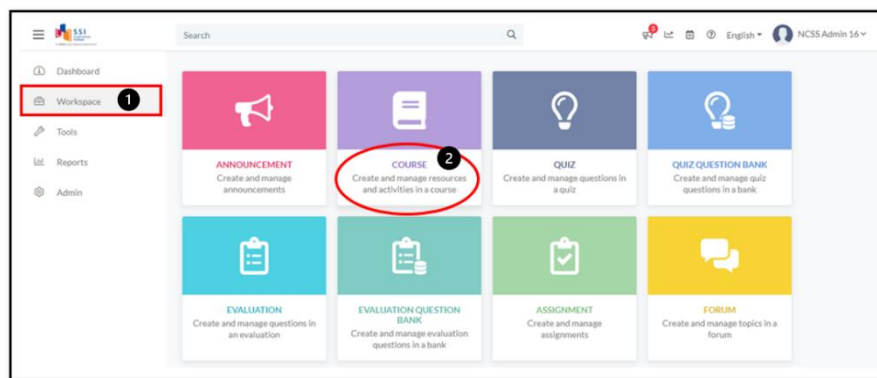 SSI
Search
English
NCSS Admin 16
Dashboard
Workspace
1
Tools
Reports
Admin
ANNOUNCEMENT
Create and manage
announcements
COURSE
2
Create and manage resources
and activities in a course
QUIZ
Create and manage questions in
a quiz
QUIZ QUESTION BANK
Create and manage quiz
questions in a bank
EVALUATION
Create and manage questions in
an evaluation
EVALUATION QUESTION
BANK
Create and manage evaluation
questions in a bank
ASSIGNMENT
Create and manage
assignments
FORUM
Create and manage topics in a
forum